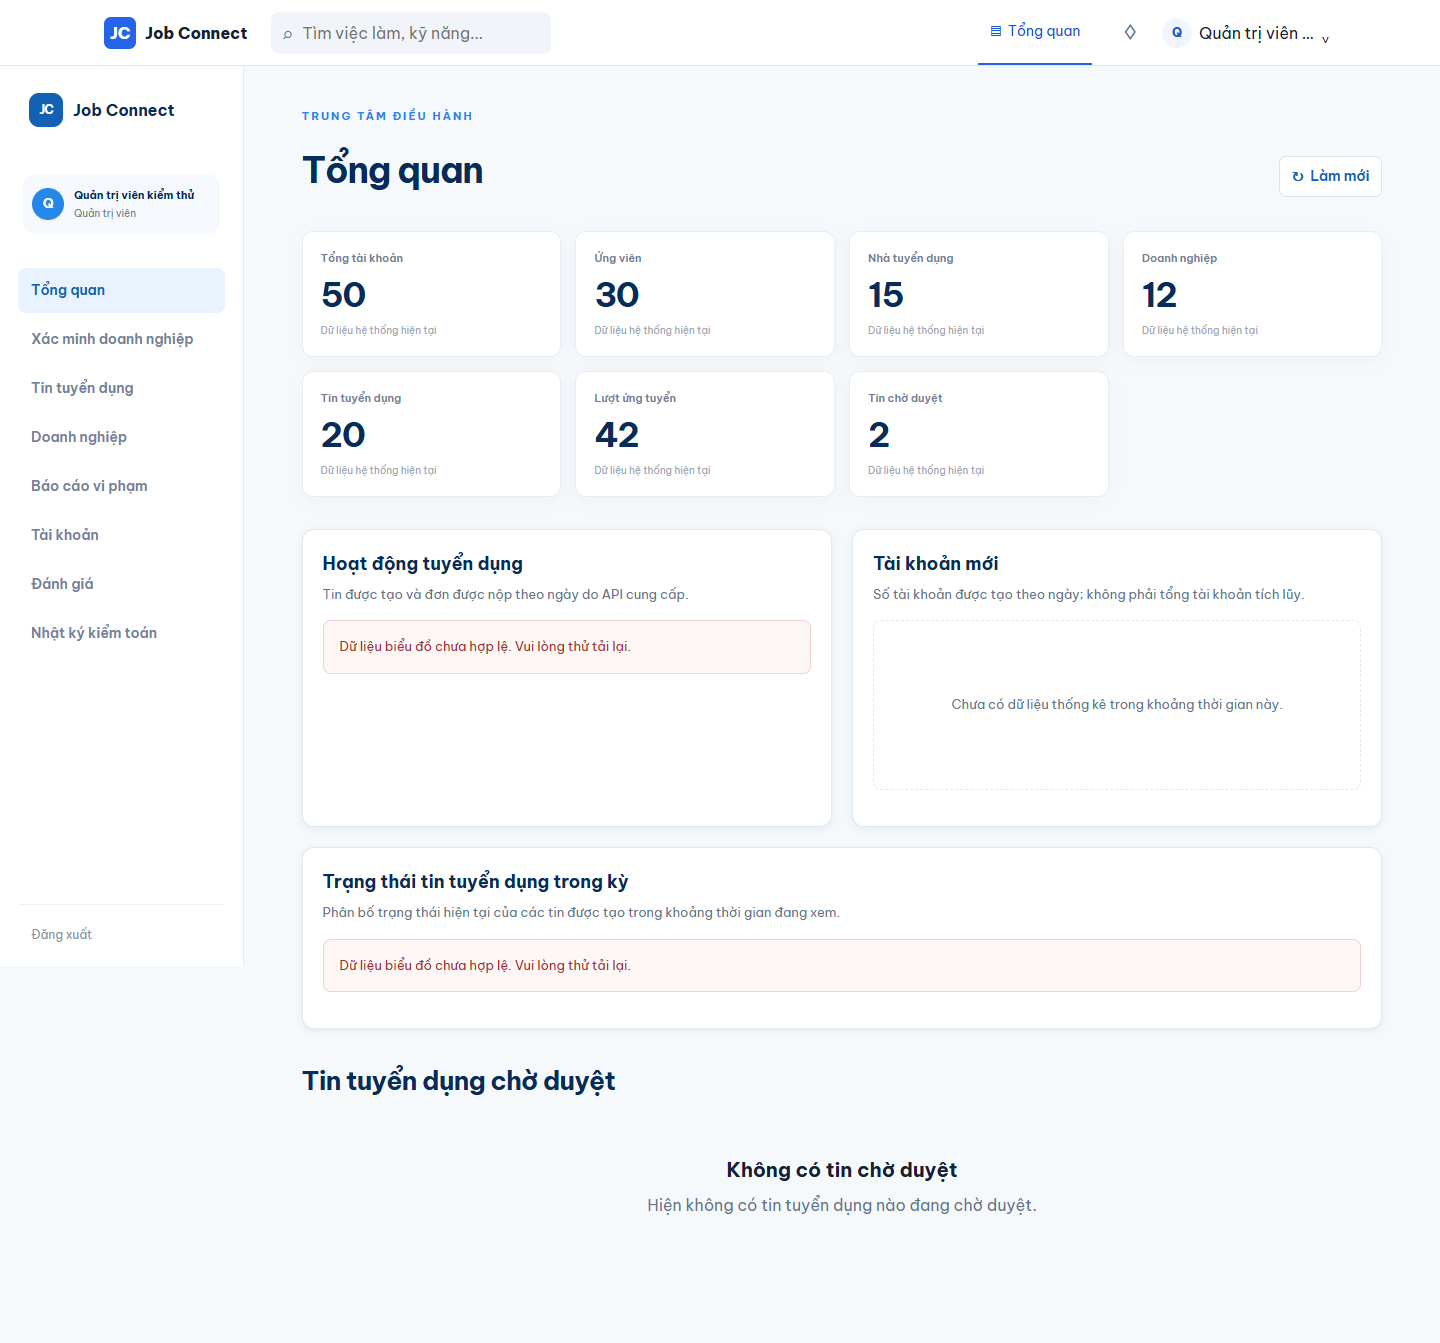 JC Job Connect
Tìm việc làm, kỹ năng...
Tổng quan
Q Quản trị viên ...
JC Job Connect
Q
Quản trị viên kiểm thử
Quản trị viên
Tổng quan
Xác minh doanh nghiệp
Tin tuyển dụng
Doanh nghiệp
Báo cáo vi phạm
Tài khoản
Đánh giá
Nhật ký kiểm toán
Đăng xuất
TRUNG TÂM ĐIỀU HÀNH
Tổng quan
↻ Làm mới
Tổng tài khoản
50
Dữ liệu hệ thống hiện tại
Ứng viên
30
Dữ liệu hệ thống hiện tại
Nhà tuyển dụng
15
Dữ liệu hệ thống hiện tại
Doanh nghiệp
12
Dữ liệu hệ thống hiện tại
Tin tuyển dụng
20
Dữ liệu hệ thống hiện tại
Lượt ứng tuyển
42
Dữ liệu hệ thống hiện tại
Tin chờ duyệt
2
Dữ liệu hệ thống hiện tại
Hoạt động tuyển dụng
Tin được tạo và đơn được nộp theo ngày do API cung cấp.
Dữ liệu biểu đồ chưa hợp lệ. Vui lòng thử tải lại.
Tài khoản mới
Số tài khoản được tạo theo ngày; không phải tổng tài khoản tích lũy.
Chưa có dữ liệu thống kê trong khoảng thời gian này.
Trạng thái tin tuyển dụng trong kỳ
Phân bố trạng thái hiện tại của các tin được tạo trong khoảng thời gian đang xem.
Dữ liệu biểu đồ chưa hợp lệ. Vui lòng thử tải lại.
Tin tuyển dụng chờ duyệt
Không có tin chờ duyệt
Hiện không có tin tuyển dụng nào đang chờ duyệt.